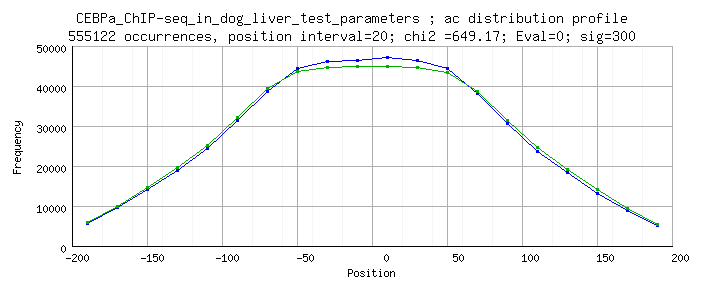 CEBPa_ChIP-seq_in_dog_liver_test_parameters ; ac distribution profile
555122 occurrences, position interval=20; chi2 =649.17; Eval=0; sig=300
50000
40000
30000
20000
10000
0
Frequency
-200 -150 -100 -50 0 50 100 150 200
Position